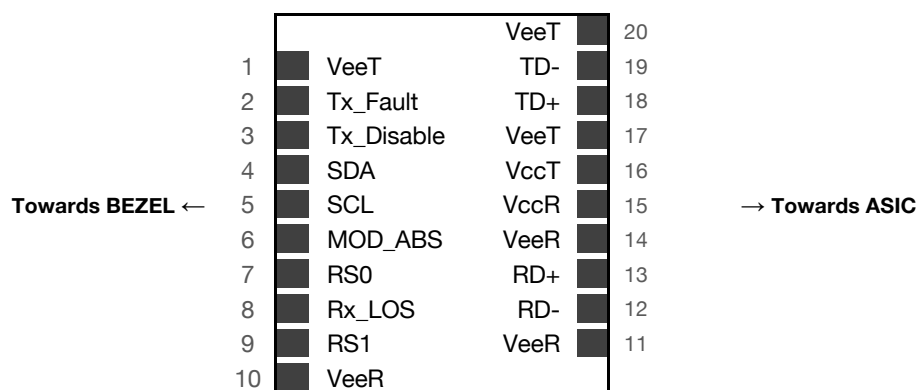 VeeT 20
1 VeeT TD- 19
2 Tx_Fault TD+ 18
3 Tx_Disable VeeT 17
4 SDA VccT 16
Towards BEZEL ← 5 SCL VccR 15 → Towards ASIC
6 MOD_ABS VeeR 14
7 RS0 RD+ 13
8 Rx_LOS RD- 12
9 RS1 VeeR 11
10 VeeR